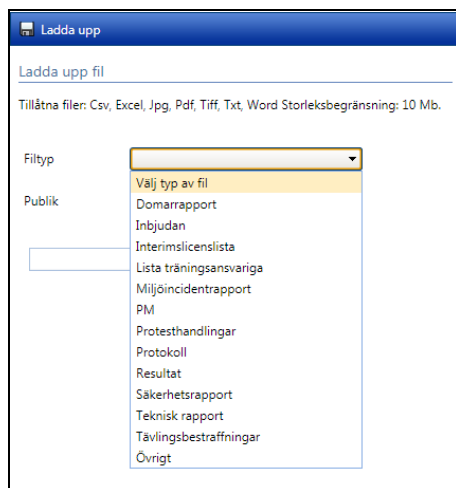 Ladda upp
Ladda upp fil
Tillåtna filer: Csv, Excel, Jpg, Pdf, Tiff, Txt, Word Storleksbegränsning: 10 Mb.
Filtyp
Välj typ av fil
Publik
Domarrapport
Inbjudan
Interimslicenslista
Lista träningsansvariga
Miljöincidentrapport
PM
Protesthandlingar
Protokoll
Resultat
Säkerhetsrapport
Teknisk rapport
Tävlingsbestraffningar
Övrigt